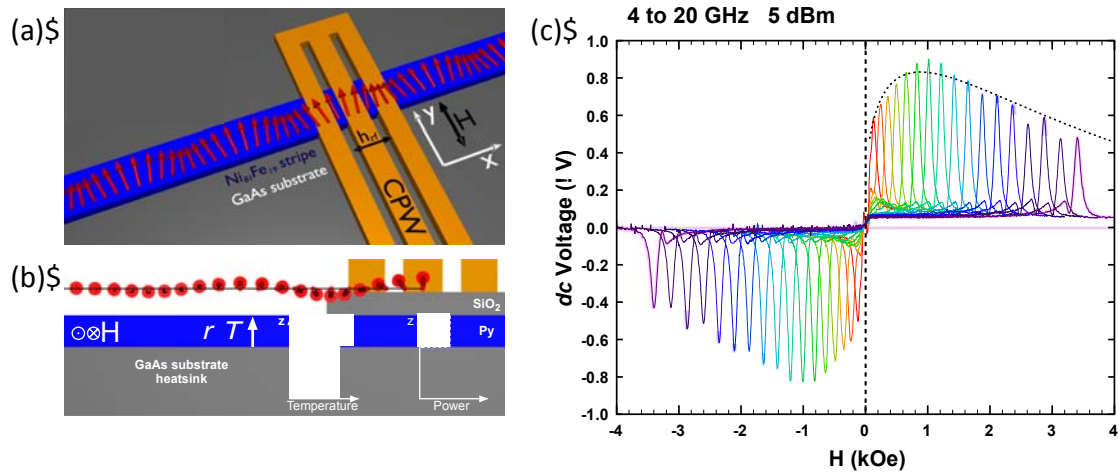 (a)$
y
H
x
h_rf
Ni₈₁Fe₁₉ stripe
GaAs substrate
CPW
(b)$
SiO₂
⊙⊗H
r T
z
z
Py
GaAs substrate
heatsink
Temperature
Power
(c)$
4 to 20 GHz 5 dBm
dc Voltage (! V)
1.0
0.8
0.6
0.4
0.2
0.0
-0.2
-0.4
-0.6
-0.8
-1.0
-4 -3 -2 -1 0 1 2 3 4
H (kOe)